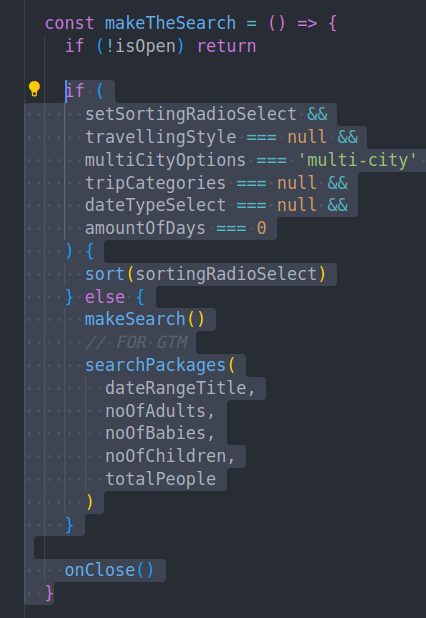 const makeTheSearch = () => {
if (!isOpen) return
if (
setSortingRadioSelect &&
travellingStyle === null &&
multiCityOptions === 'multi-city'
tripCategories === null &&
dateTypeSelect === null &&
amountOfDays === 0
) {
sort(sortingRadioSelect)
} else {
makeSearch()
// FOR GTM
searchPackages(
dateRangeTitle,
noOfAdults,
noOfBabies,
noOfChildren,
totalPeople
)
}
onClose()
}